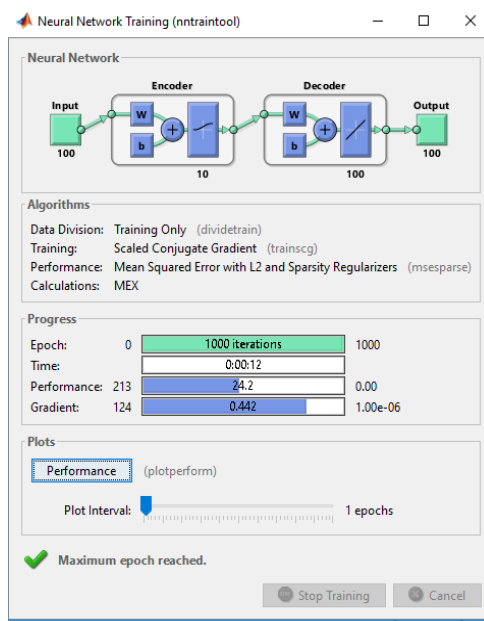 Neural Network Training (nntraintool)
Neural Network
Encoder Decoder
Input Output
W W
b b
100 100
10 100
Algorithms
Data Division: Training Only (dividetrain)
Training: Scaled Conjugate Gradient (trainscg)
Performance: Mean Squared Error with L2 and Sparsity Regularizers (msesparse)
Calculations: MEX
Progress
Epoch: 0 1000 iterations 1000
Time: 0:00:12
Performance: 213 24.2 0.00
Gradient: 124 0.442 1.00e-06
Plots
Performance (plotperform)
Plot Interval: 1 epochs
Maximum epoch reached.
Stop Training Cancel